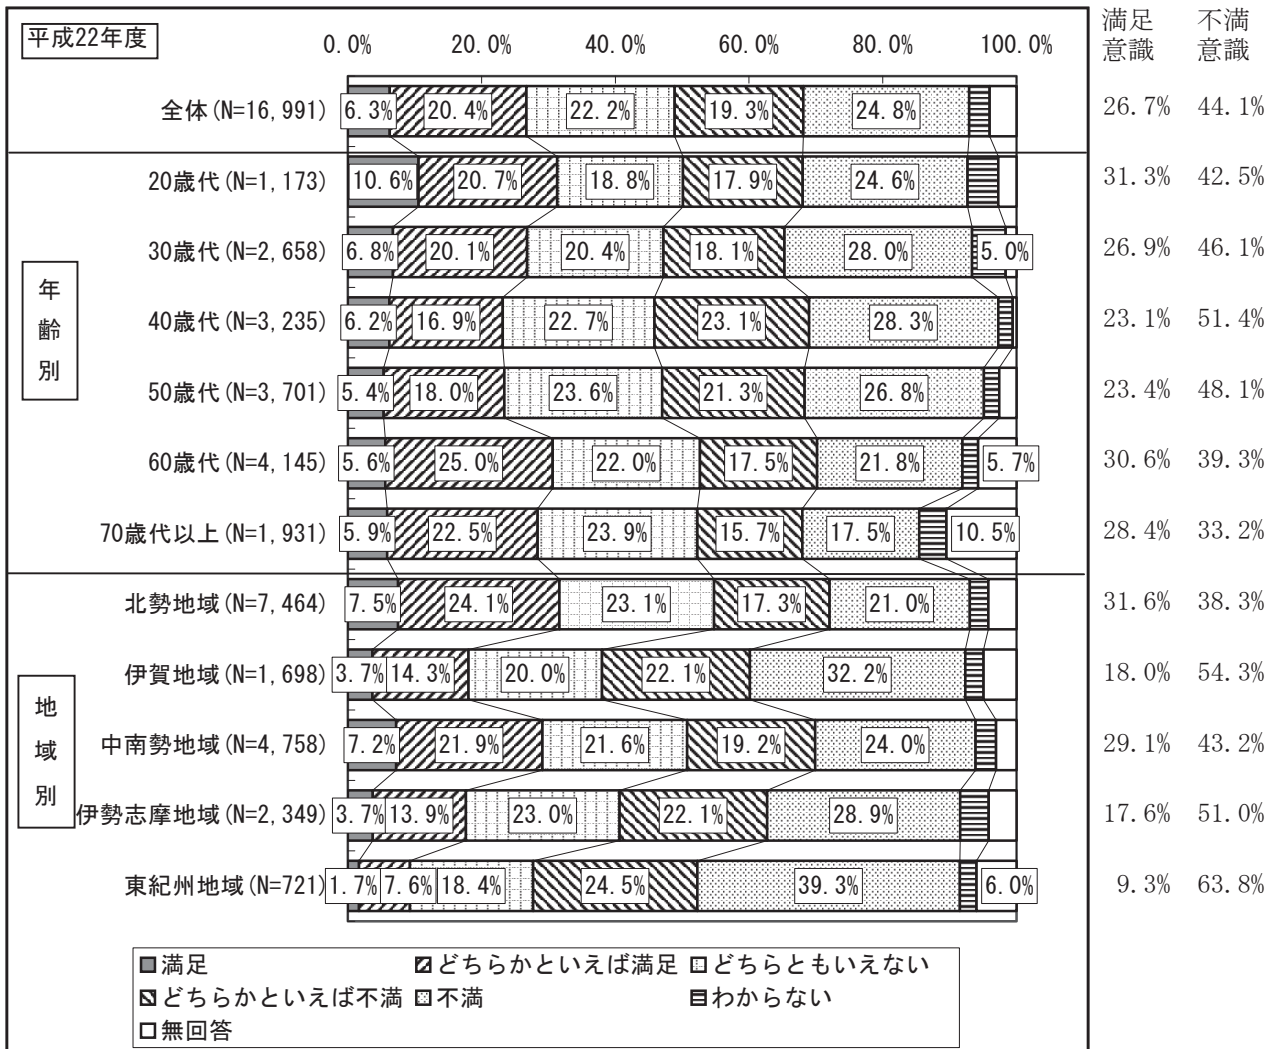 平成22年度
0.0% 20.0% 40.0% 60.0% 80.0% 100.0%
満足意識 不満意識
全体(N=16,991) 6.3% 20.4% 22.2% 19.3% 24.8% 26.7% 44.1%
年齢別
20歳代(N=1,173) 10.6% 20.7% 18.8% 17.9% 24.6% 31.3% 42.5%
30歳代(N=2,658) 6.8% 20.1% 20.4% 18.1% 28.0% 5.0% 26.9% 46.1%
40歳代(N=3,235) 6.2% 16.9% 22.7% 23.1% 28.3% 23.1% 51.4%
50歳代(N=3,701) 5.4% 18.0% 23.6% 21.3% 26.8% 23.4% 48.1%
60歳代(N=4,145) 5.6% 25.0% 22.0% 17.5% 21.8% 5.7% 30.6% 39.3%
70歳代以上(N=1,931) 5.9% 22.5% 23.9% 15.7% 17.5% 10.5% 28.4% 33.2%
地域別
北勢地域(N=7,464) 7.5% 24.1% 23.1% 17.3% 21.0% 31.6% 38.3%
伊賀地域(N=1,698) 3.7% 14.3% 20.0% 22.1% 32.2% 18.0% 54.3%
中南勢地域(N=4,758) 7.2% 21.9% 21.6% 19.2% 24.0% 29.1% 43.2%
伊勢志摩地域(N=2,349) 3.7% 13.9% 23.0% 22.1% 28.9% 17.6% 51.0%
東紀州地域(N=721) 1.7% 7.6% 18.4% 24.5% 39.3% 6.0% 9.3% 63.8%
満足 どちらかといえば満足 どちらともいえない
どちらかといえば不満 不満 わからない
無回答